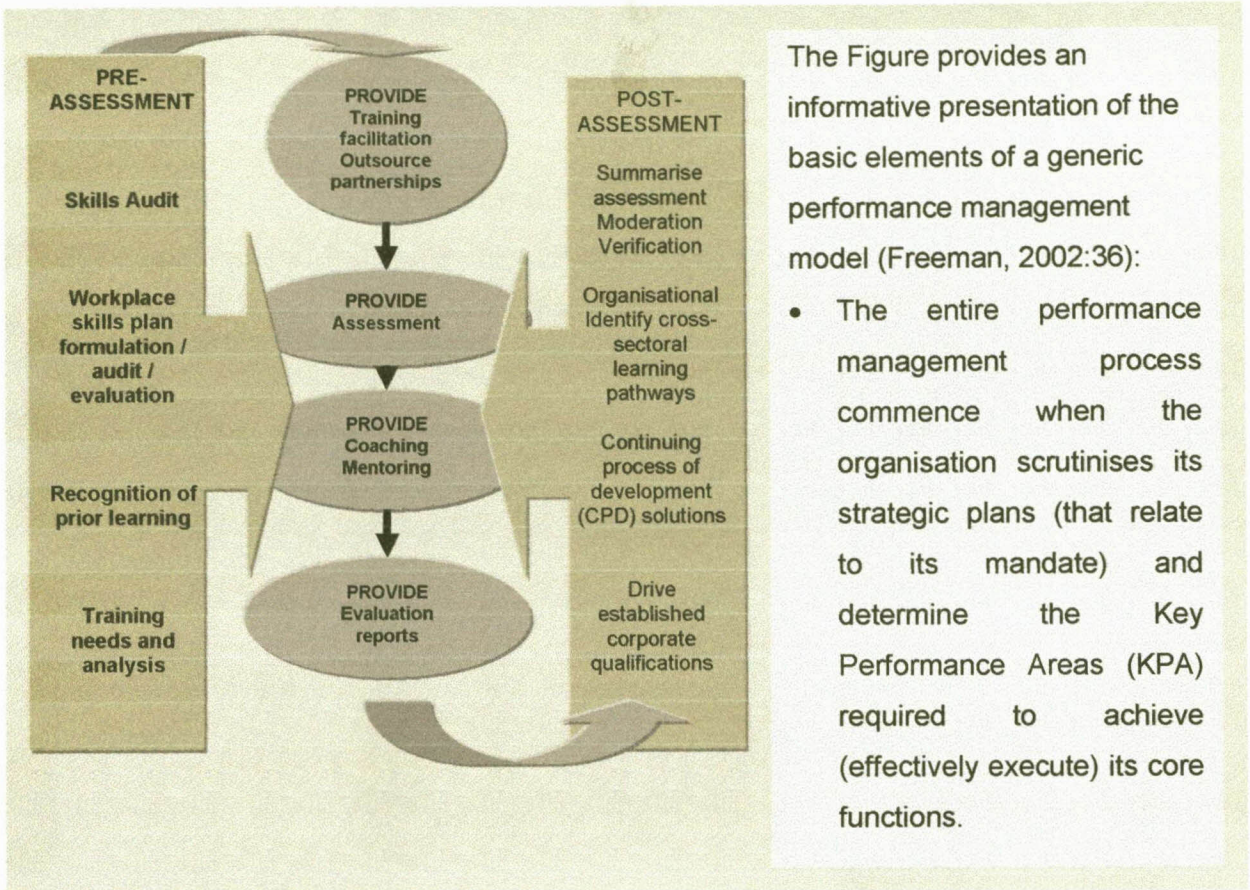 PRE-
ASSESSMENT
Skills Audit
Workplace
skills plan
formulation /
audit /
evaluation
Recognition of
prior learning
Training
needs and
analysis
PROVIDE
Training
facilitation
Outsource
partnerships
PROVIDE
Assessment
PROVIDE
Coaching
Mentoring
PROVIDE
Evaluation
reports
POST-
ASSESSMENT
Summarise
assessment
Moderation
Verification
Organisational
Identify cross-
sectoral
learning
pathways
Continuing
process of
development
(CPD) solutions
Drive
established
corporate
qualifications
The Figure provides an
informative presentation of the
basic elements of a generic
performance management
model (Freeman, 2002:36):
• The entire performance
management process
commence when the
organisation scrutinises its
strategic plans (that relate
to its mandate) and
determine the Key
Performance Areas (KPA)
required to achieve
(effectively execute) its core
functions.